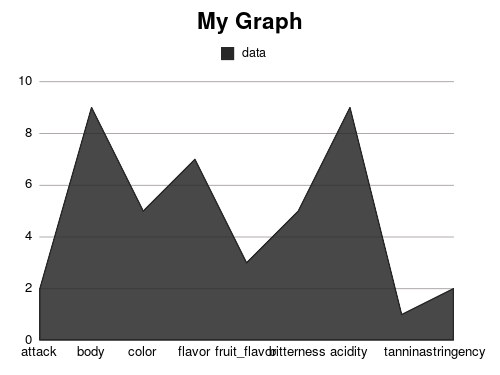 My Graph
data
10
8
6
4
2
0
attack body color flavor fruit_flavor bitterness acidity tannin astringency